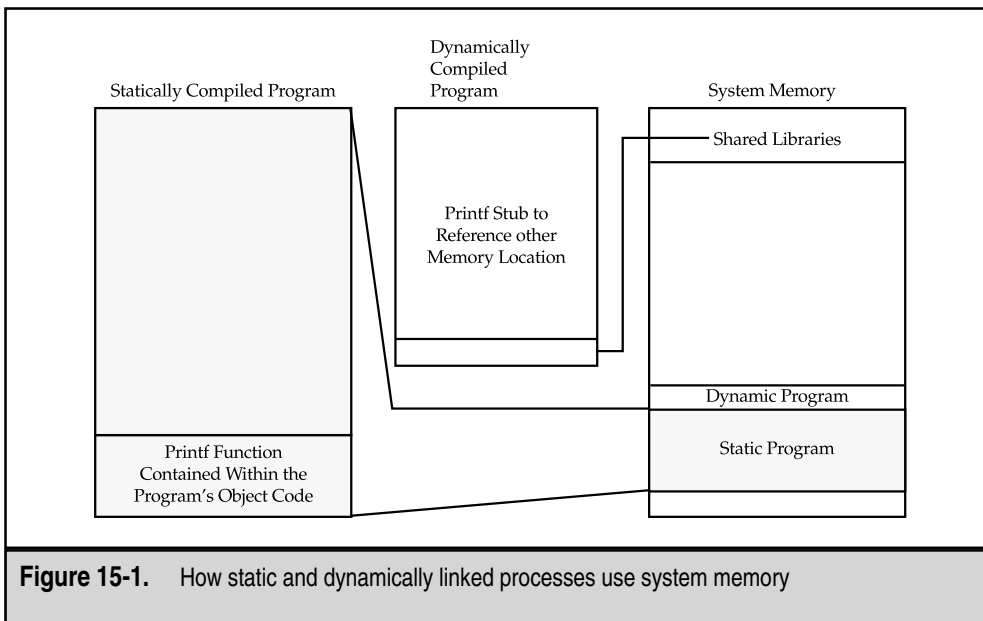 Statically Compiled Program
Dynamically
Compiled
Program
System Memory
Shared Libraries
Printf Stub to
Reference other
Memory Location
Dynamic Program
Static Program
Printf Function
Contained Within the
Program's Object Code
Figure 15-1. How static and dynamically linked processes use system memory